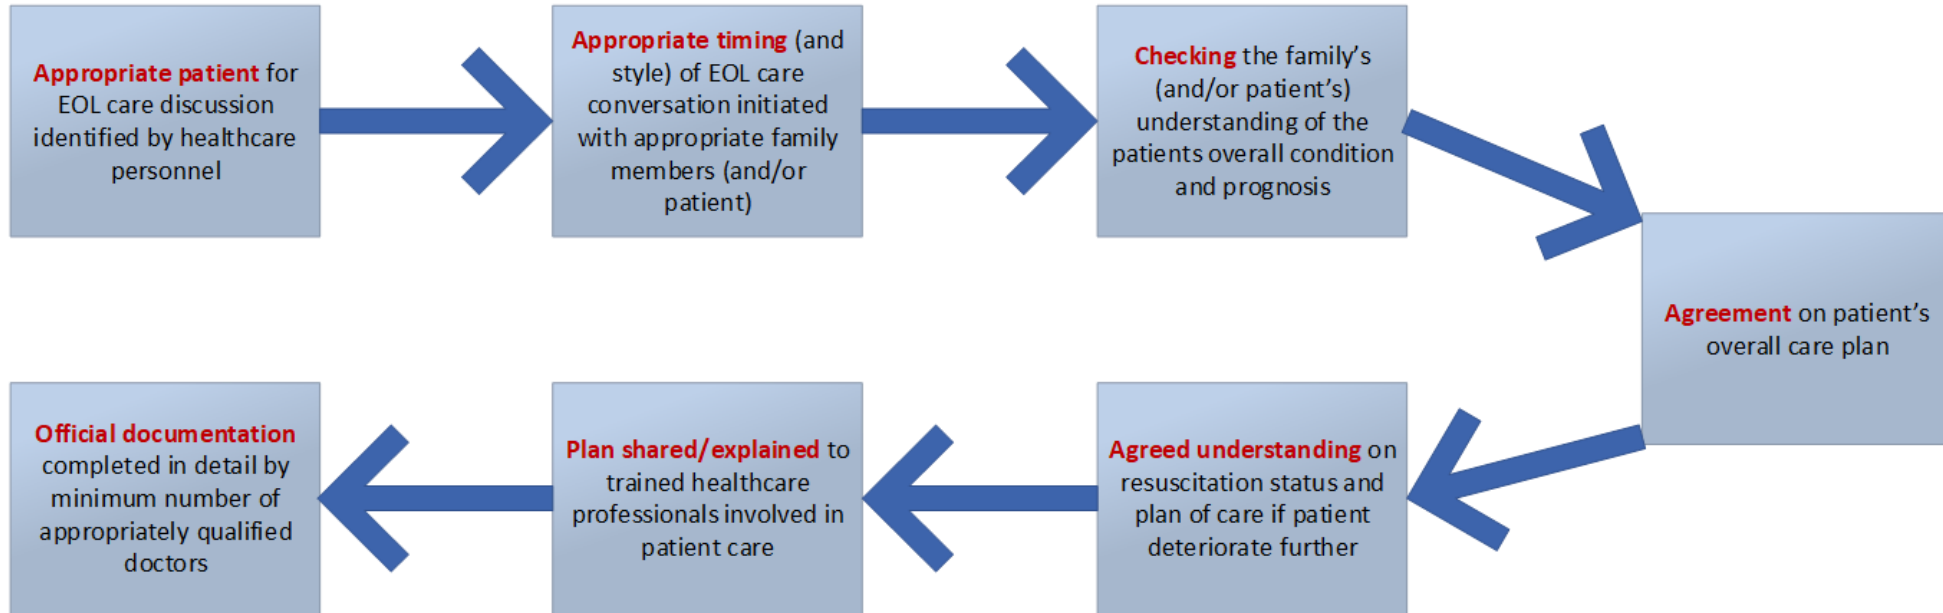 Appropriate patient for
EOL care discussion
identified by healthcare
personnel
Appropriate timing (and
style) of EOL care
conversation initiated
with appropriate family
members (and/or
patient)
Checking the family’s
(and/or patient’s)
understanding of the
patients overall condition
and prognosis
Agreement on patient’s
overall care plan
Agreed understanding on
resuscitation status and
plan of care if patient
deteriorate further
Plan shared/explained to
trained healthcare
professionals involved in
patient care
Official documentation
completed in detail by
minimum number of
appropriately qualified
doctors